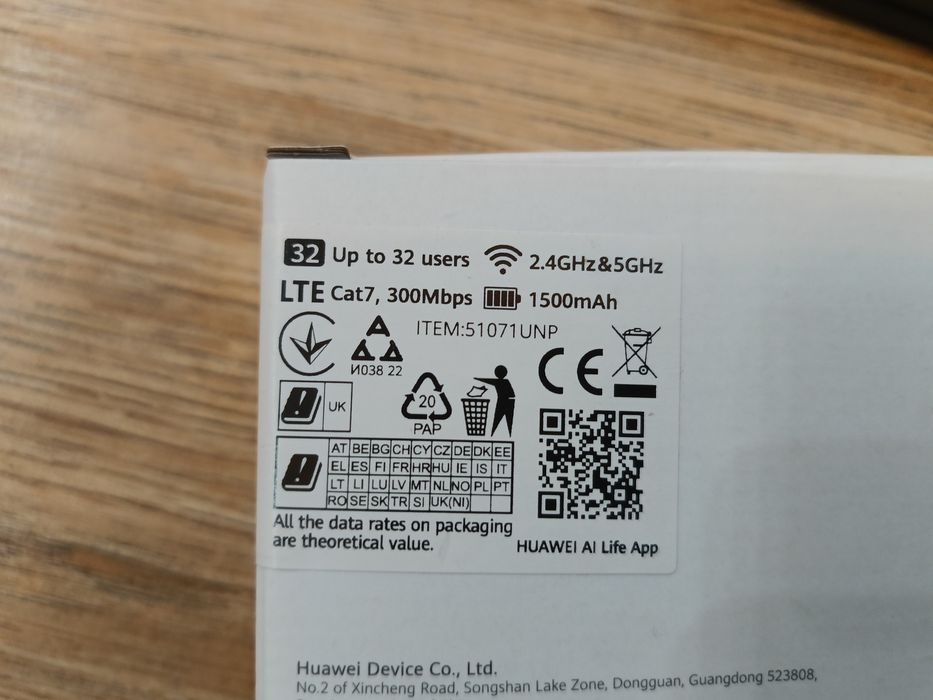 32 Up to 32 users 2.4GHz&5GHz
LTE Cat7, 300Mbps 1500mAh
ITEM:51071UNP
И038 22
CE
UK
20
PAP
AT BE BG CH CY CZ DE DK EE
EL ES FI FR HR HU IE IS IT
LT LI LU LV MT NL NO PL PT
RO SE SK TR SI UK(NI)
All the data rates on packaging
are theoretical value.
HUAWEI AI Life App
Huawei Device Co., Ltd.
No.2 of Xincheng Road, Songshan Lake Zone, Dongguan, Guangdong 523808,